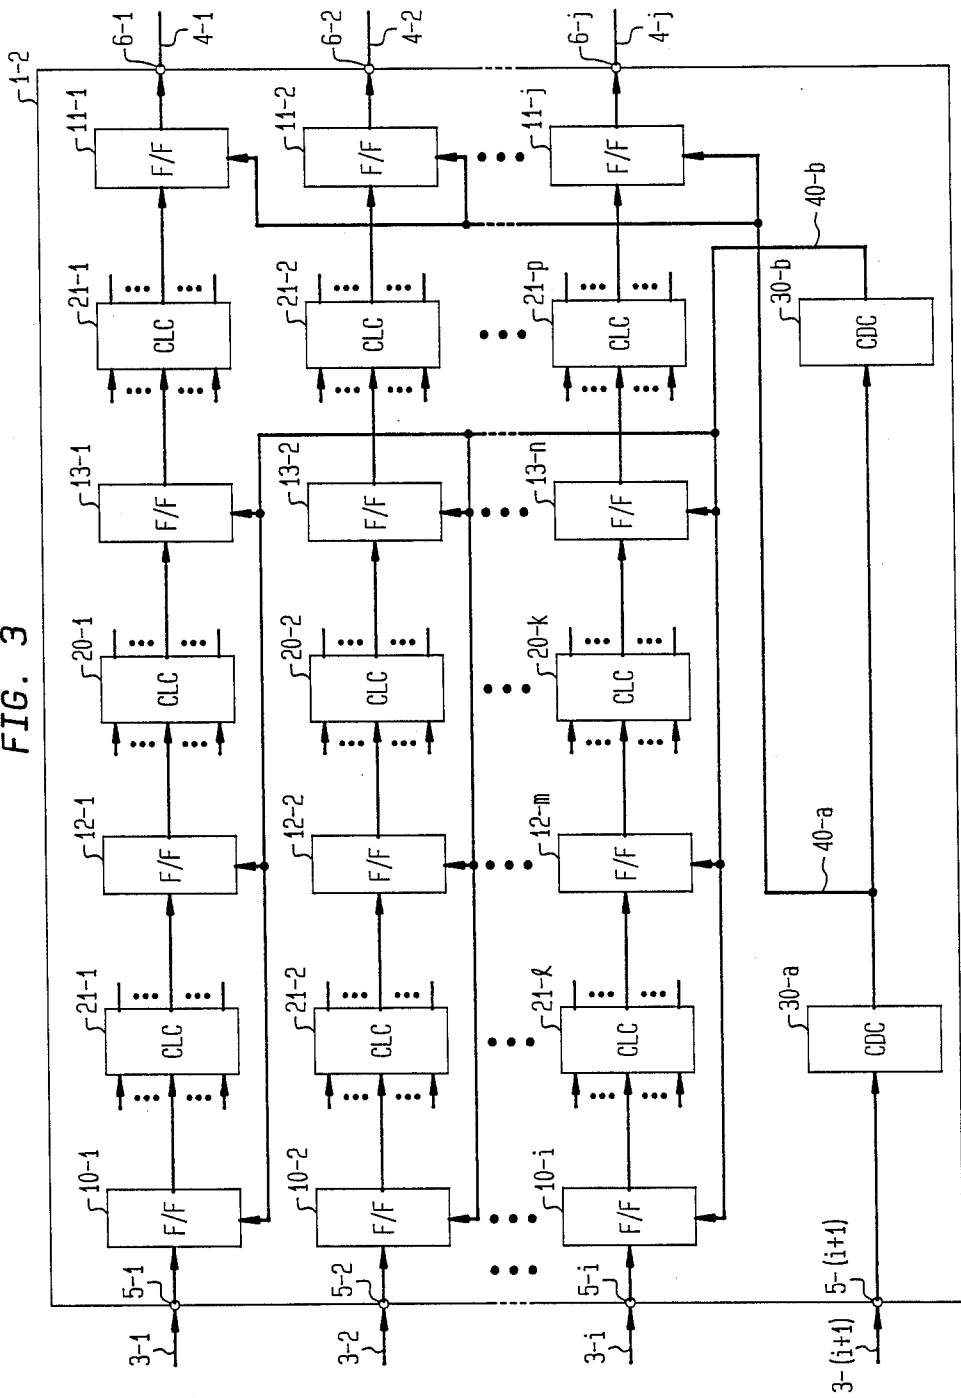 FIG. 3
1-2
3-1
5-1
10-1
F/F
21-1
CLC
12-1
F/F
20-1
CLC
13-1
F/F
21-1
CLC
11-1
F/F
6-1
4-1
3-2
5-2
10-2
F/F
21-2
CLC
12-2
F/F
20-2
CLC
13-2
F/F
21-2
CLC
11-2
F/F
6-2
4-2
3-i
5-i
10-i
F/F
21-ℓ
CLC
12-m
F/F
20-k
CLC
13-n
F/F
21-p
CLC
11-j
F/F
6-j
4-j
3-(i+1)
5-(i+1)
30-a
CDC
40-a
30-b
CDC
40-b